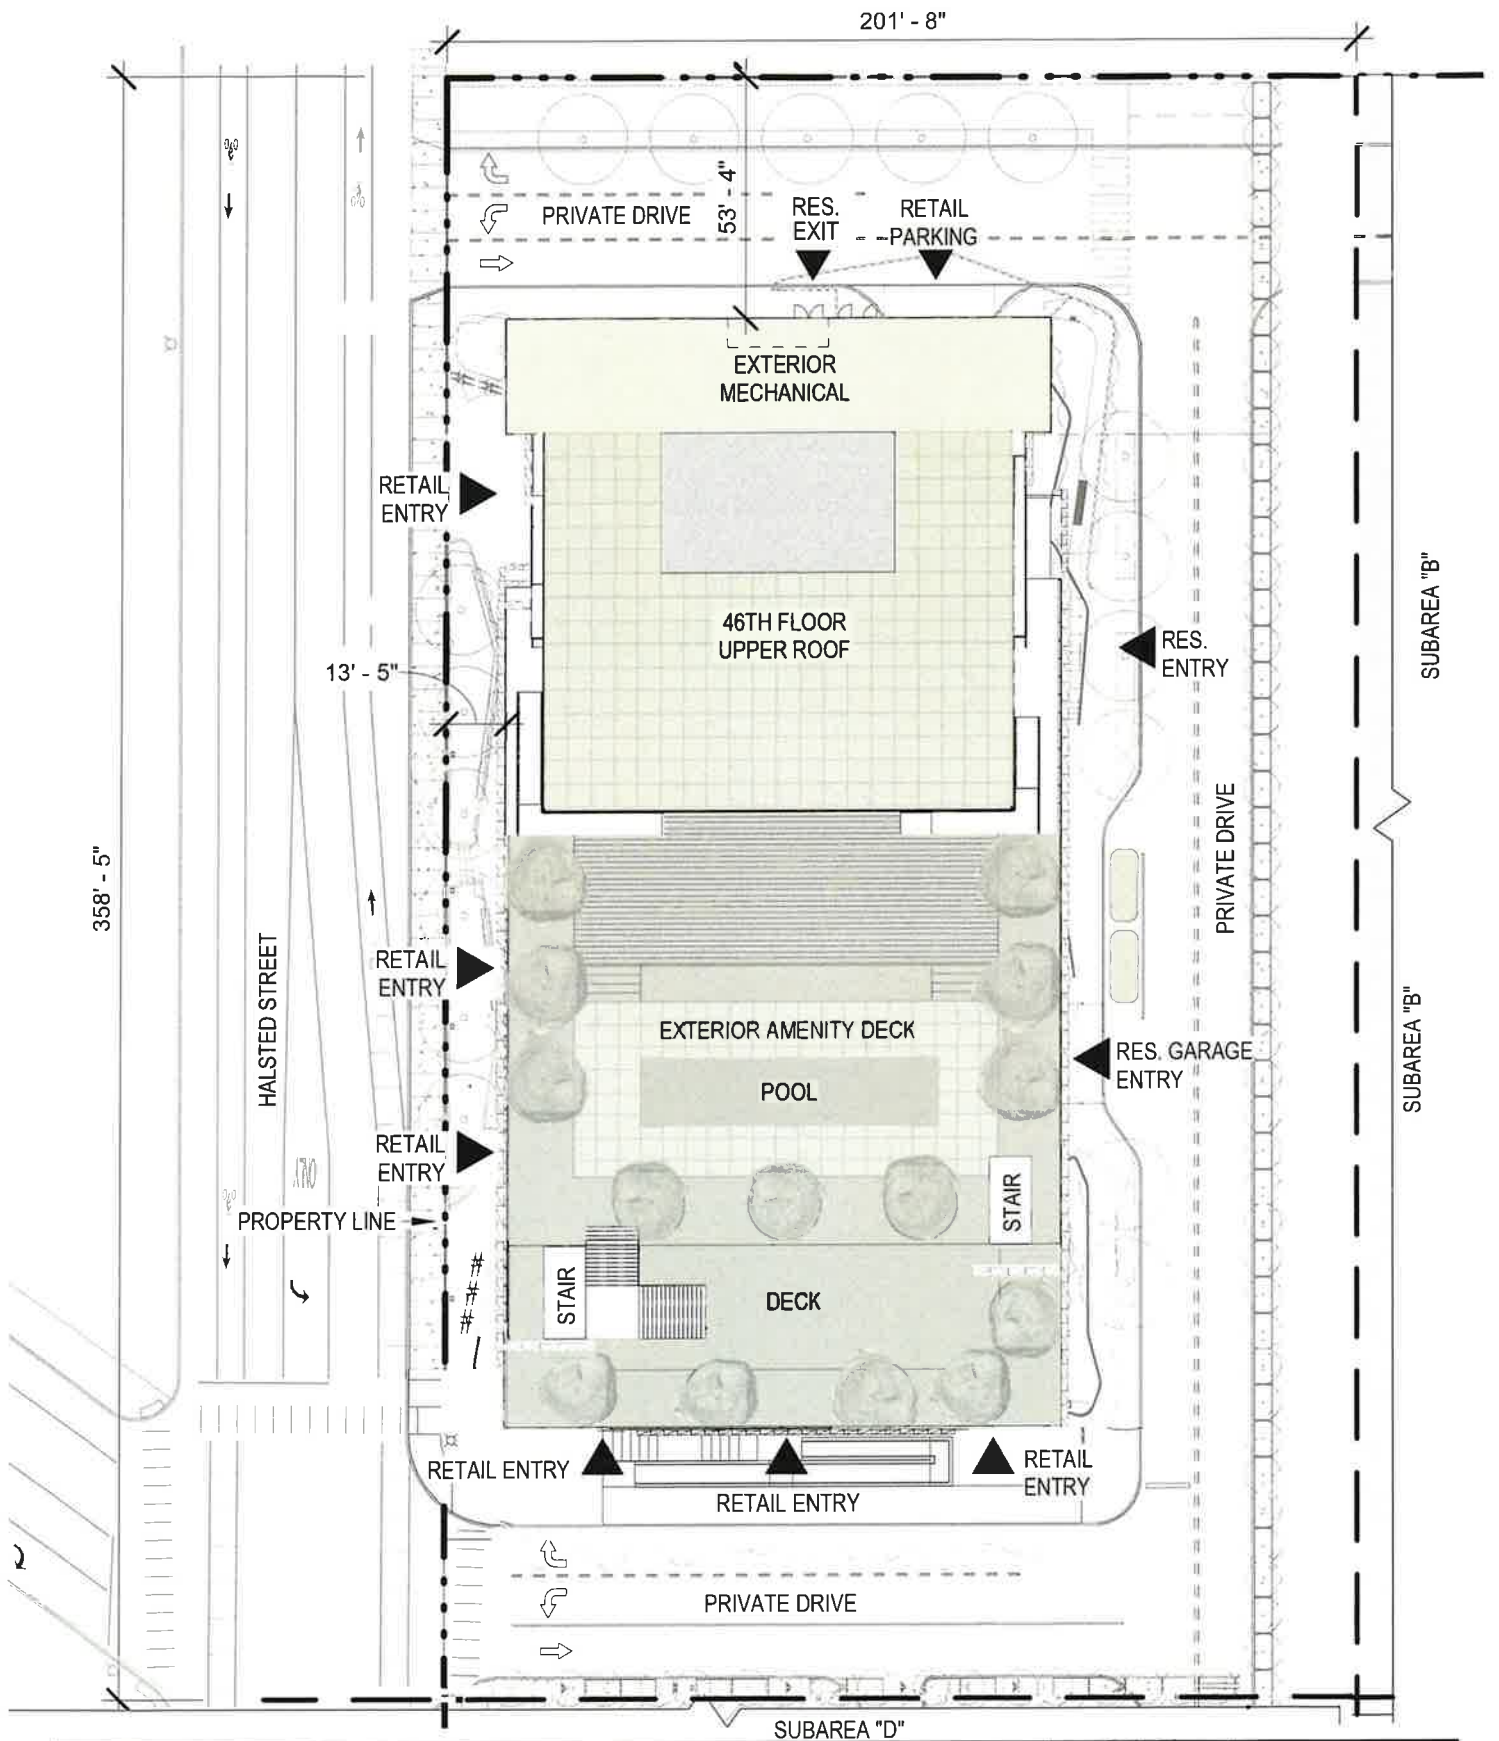 201' - 8"
53' - 4"
RES.
EXIT
RETAIL
PARKING
PRIVATE DRIVE
EXTERIOR
MECHANICAL
RETAIL
ENTRY
46TH FLOOR
UPPER ROOF
SUBAREA "B"
RES.
ENTRY
13' - 5"
358' - 5"
PRIVATE DRIVE
HALSTED STREET
RETAIL
ENTRY
EXTERIOR AMENITY DECK
SUBAREA "B"
RES. GARAGE
ENTRY
POOL
RETAIL
ENTRY
ONLY
STAIR
PROPERTY LINE
STAIR
DECK
RETAIL ENTRY
RETAIL ENTRY
RETAIL
ENTRY
PRIVATE DRIVE
SUBAREA "D"